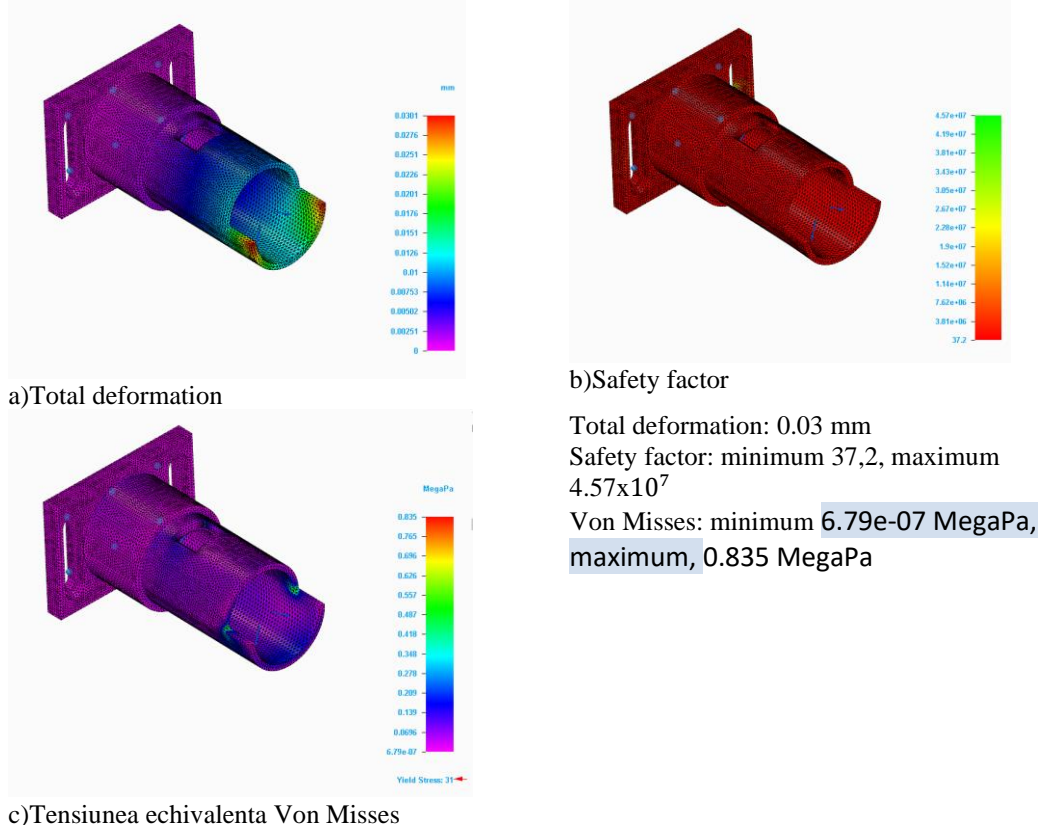 mm
0.0301
0.0276
0.0251
0.0226
0.0201
0.0176
0.0151
0.0126
0.01
0.00753
0.00502
0.00251
0
a)Total deformation
4.57e+07
4.19e+07
3.81e+07
3.43e+07
3.05e+07
2.67e+07
2.28e+07
1.9e+07
1.52e+07
1.14e+07
7.62e+06
3.81e+06
37.2
b)Safety factor
Total deformation: 0.03 mm
Safety factor: minimum 37,2, maximum
4.57x10⁷
Von Misses: minimum 6.79e-07 MegaPa,
maximum, 0.835 MegaPa
MegaPa
0.835
0.765
0.696
0.626
0.557
0.487
0.418
0.348
0.278
0.209
0.139
0.0696
6.79e-07
Yield Stress: 31
c)Tensiunea echivalenta Von Misses